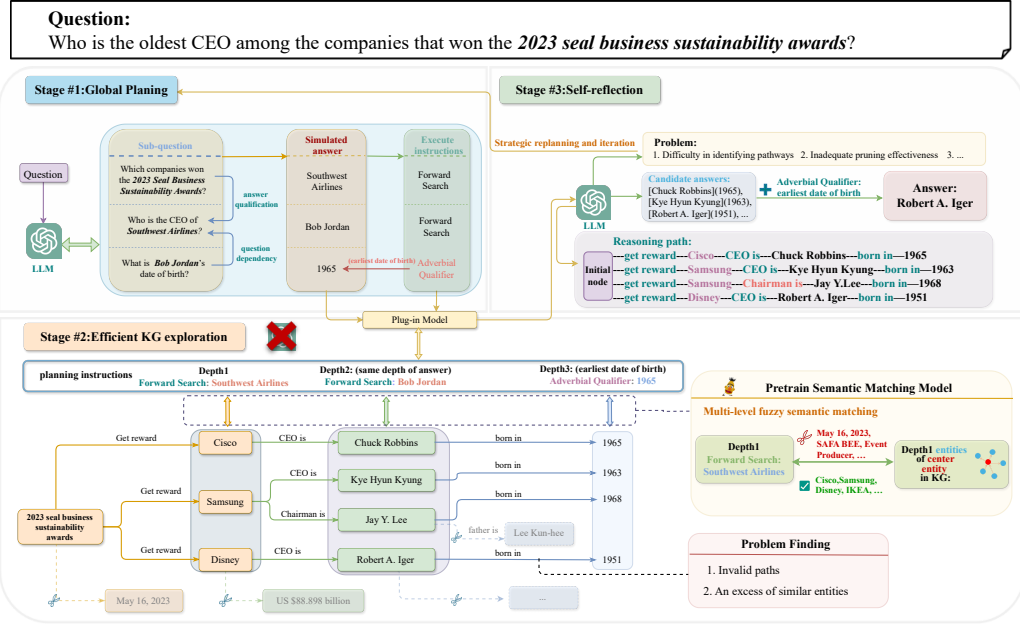 Question:
Who is the oldest CEO among the companies that won the 2023 seal business sustainability awards?
Stage #1:Global Planing
Question
LLM
Sub-question
Which companies won
the 2023 Seal Business
Sustainability Awards?
Who is the CEO of
Southwest Airlines?
What is Bob Jordan's
date of birth?
answer
qualification
question
dependency
Simulated
answer
Southwest
Airlines
Bob Jordan
1965
Execute
instructions
Forward
Search
Forward
Search
(earliest date of birth)
Adverbial
Qualifier
Stage #3:Self-reflection
Strategic replanning and iteration
Problem:
1. Difficulty in identifying pathways 2. Inadequate pruning effectiveness 3. ...
LLM
Candidate answers:
[Chuck Robbins](1965),
[Kye Hyun Kyung](1963),
[Robert A. Iger](1951), ...
Adverbial Qualifier:
earliest date of birth
Answer:
Robert A. Iger
Reasoning path:
Initial
node
---get reward---Cisco---CEO is---Chuck Robbins---born in—1965
---get reward---Samsung---CEO is---Kye Hyun Kyung---born in—1963
---get reward---Samsung---Chairman is---Jay Y.Lee---born in—1968
---get reward---Disney---CEO is---Robert A. Iger---born in—1951
Plug-in Model
Stage #2:Efficient KG exploration
planning instructions
Depth1
Forward Search: Southwest Airlines
Depth2: (same depth of answer)
Forward Search: Bob Jordan
Depth3: (earliest date of birth)
Adverbial Qualifier: 1965
2023 seal business
sustainability
awards
Get reward
Get reward
Get reward
Cisco
Samsung
Disney
CEO is
CEO is
Chairman is
CEO is
Chuck Robbins
Kye Hyun Kyung
Jay Y. Lee
Robert A. Iger
born in
born in
born in
born in
father is
Lee Kun-hee
1965
1963
1968
1951
May 16, 2023
US $88.898 billion
...
Pretrain Semantic Matching Model
Multi-level fuzzy semantic matching
Depth1
Forward Search:
Southwest Airlines
May 16, 2023,
SAFA BEE, Event
Producer, ...
Cisco,Samsung,
Disney, IKEA, ...
Depth1 entities
of center
entity
in KG:
Problem Finding
1. Invalid paths
2. An excess of similar entities